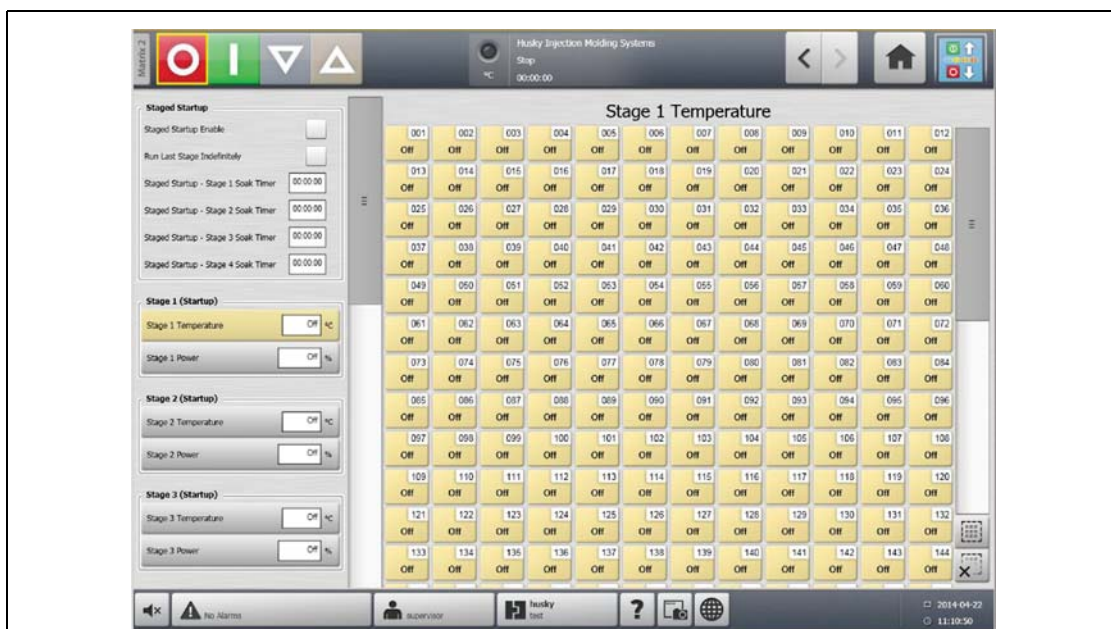 Matrix 2
Husky Injection Molding Systems
Stop
°C 00:00:00
Staged Startup
Staged Startup Enable
Run Last Stage Indefinitely
Staged Startup - Stage 1 Soak Timer 00:00:00
Staged Startup - Stage 2 Soak Timer 00:00:00
Staged Startup - Stage 3 Soak Timer 00:00:00
Staged Startup - Stage 4 Soak Timer 00:00:00
Stage 1 (Startup)
Stage 1 Temperature Off °C
Stage 1 Power Off %
Stage 2 (Startup)
Stage 2 Temperature Off °C
Stage 2 Power Off %
Stage 3 (Startup)
Stage 3 Temperature Off °C
Stage 3 Power Off %
Stage 1 Temperature
001 002 003 004 005 006 007 008 009 010 011 012
Off Off Off Off Off Off Off Off Off Off Off Off
013 014 015 016 017 018 019 020 021 022 023 024
Off Off Off Off Off Off Off Off Off Off Off Off
025 026 027 028 029 030 031 032 033 034 035 036
Off Off Off Off Off Off Off Off Off Off Off Off
037 038 039 040 041 042 043 044 045 046 047 048
Off Off Off Off Off Off Off Off Off Off Off Off
049 050 051 052 053 054 055 056 057 058 059 060
Off Off Off Off Off Off Off Off Off Off Off Off
061 062 063 064 065 066 067 068 069 070 071 072
Off Off Off Off Off Off Off Off Off Off Off Off
073 074 075 076 077 078 079 080 081 082 083 084
Off Off Off Off Off Off Off Off Off Off Off Off
085 086 087 088 089 090 091 092 093 094 095 096
Off Off Off Off Off Off Off Off Off Off Off Off
097 098 099 100 101 102 103 104 105 106 107 108
Off Off Off Off Off Off Off Off Off Off Off Off
109 110 111 112 113 114 115 116 117 118 119 120
Off Off Off Off Off Off Off Off Off Off Off Off
121 122 123 124 125 126 127 128 129 130 131 132
Off Off Off Off Off Off Off Off Off Off Off Off
133 134 135 136 137 138 139 140 141 142 143 144
Off Off Off Off Off Off Off Off Off Off Off Off
No Alarms
supervisor
husky
test
?
2014-04-22
11:10:50